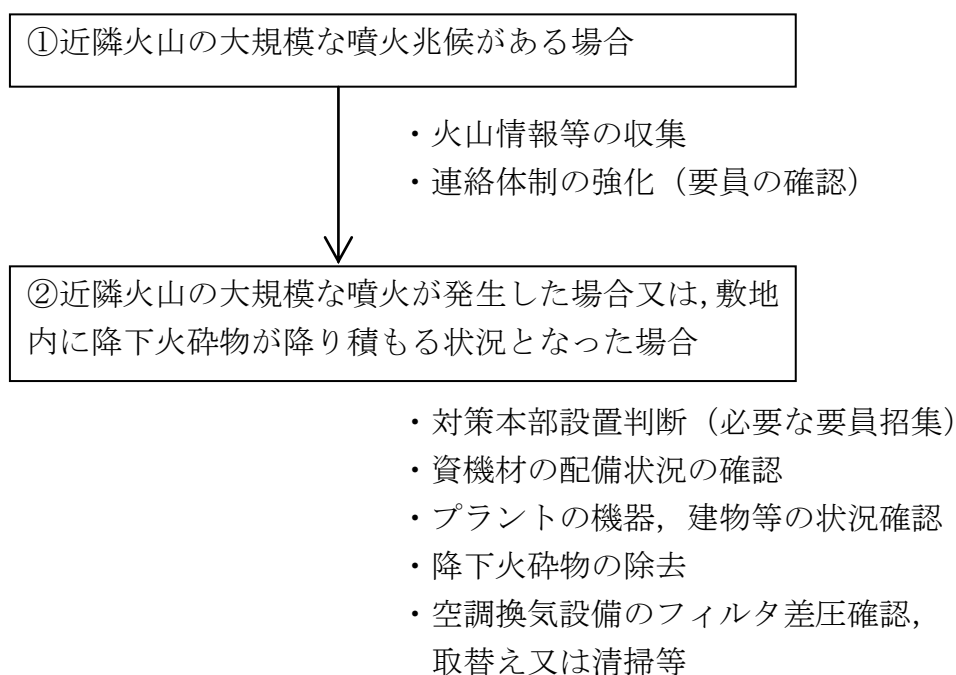 ①近隣火山の大規模な噴火兆候がある場合
・火山情報等の収集
・連絡体制の強化（要員の確認）
②近隣火山の大規模な噴火が発生した場合又は,敷地
内に降下火砕物が降り積もる状況となった場合
・対策本部設置判断（必要な要員招集）
・資機材の配備状況の確認
・プラントの機器，建物等の状況確認
・降下火砕物の除去
・空調換気設備のフィルタ差圧確認，
取替え又は清掃等